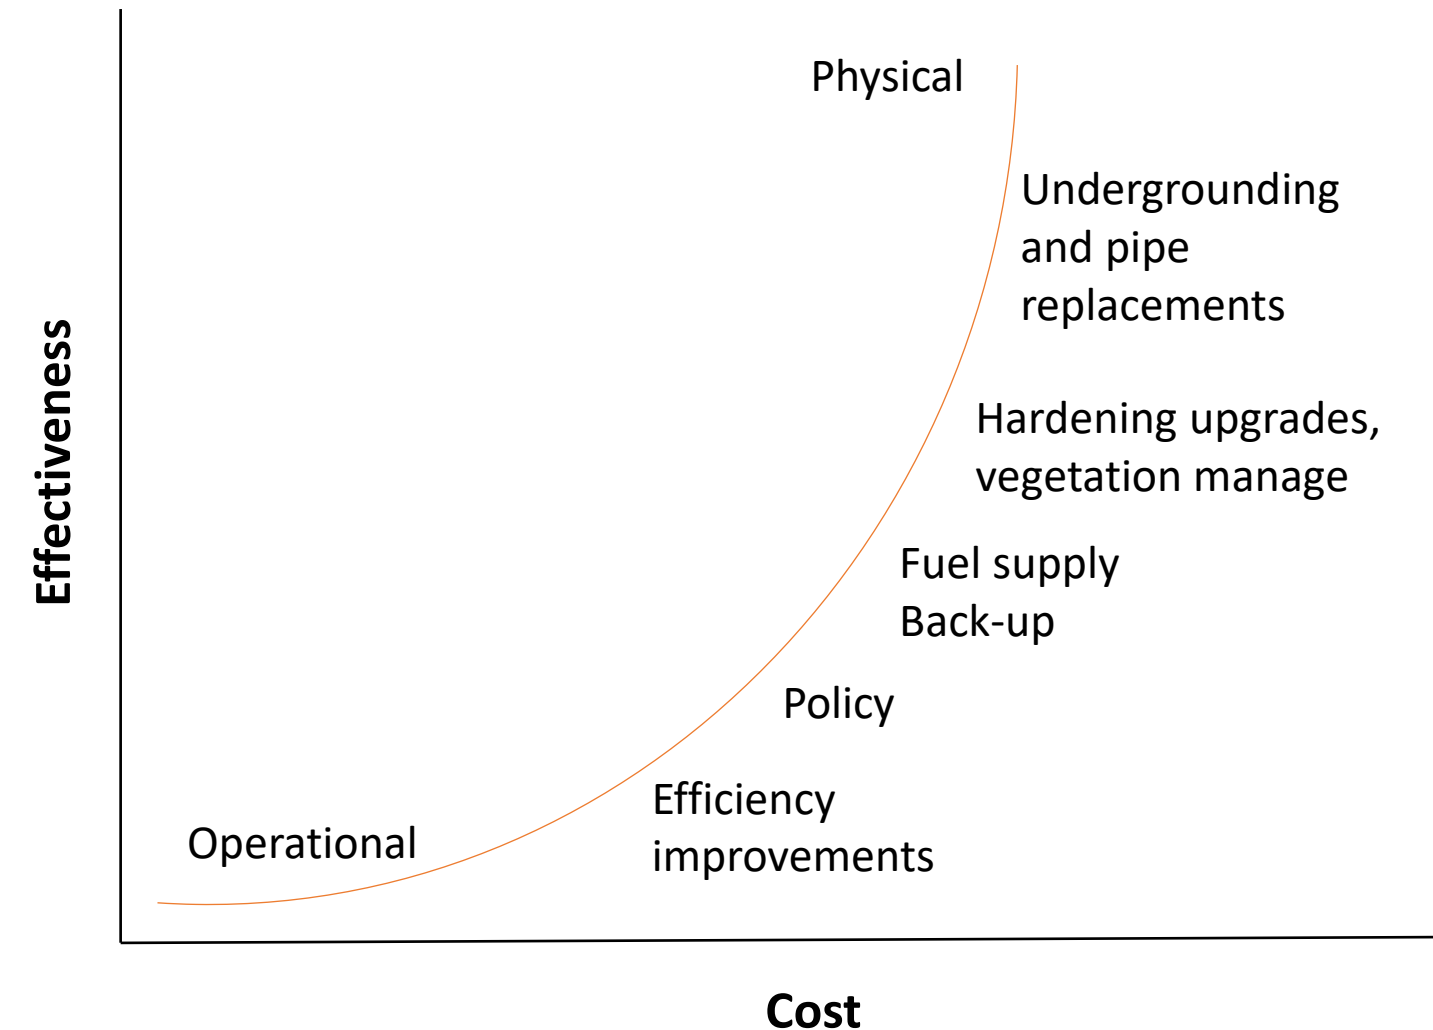 Physical
Undergrounding
and pipe
replacements
Hardening upgrades,
vegetation manage
Fuel supply
Back-up
Policy
Efficiency
improvements
Operational
Effectiveness
Cost